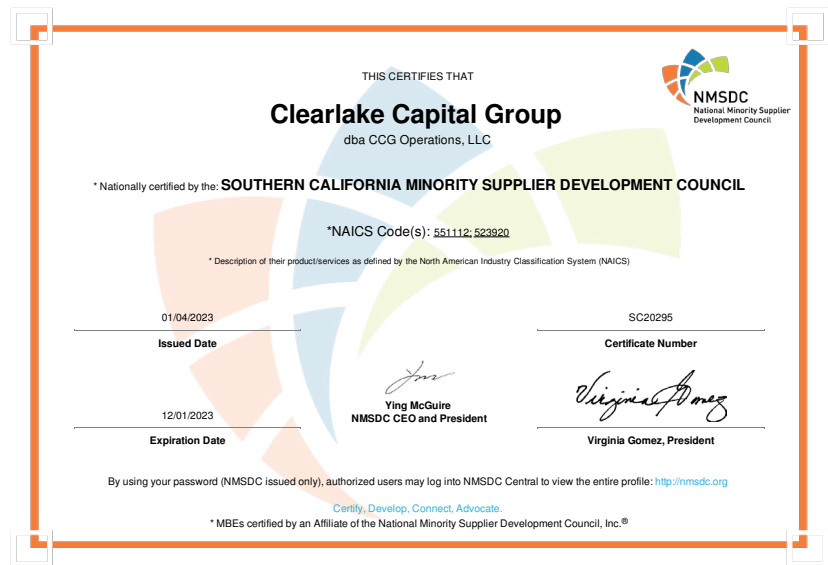 THIS CERTIFIES THAT
NMSDC
National Minority Supplier
Development Council
Clearlake Capital Group
dba CCG Operations, LLC
* Nationally certified by the: SOUTHERN CALIFORNIA MINORITY SUPPLIER DEVELOPMENT COUNCIL
*NAICS Code(s): 551112; 523920
* Description of their product/services as defined by the North American Industry Classification System (NAICS)
01/04/2023
Issued Date
SC20295
Certificate Number
Ying McGuire
NMSDC CEO and President
12/01/2023
Expiration Date
Virginia Gomez
Virginia Gomez, President
By using your password (NMSDC issued only), authorized users may log into NMSDC Central to view the entire profile: http://nmsdc.org
Certify, Develop, Connect, Advocate.
* MBEs certified by an Affiliate of the National Minority Supplier Development Council, Inc.®